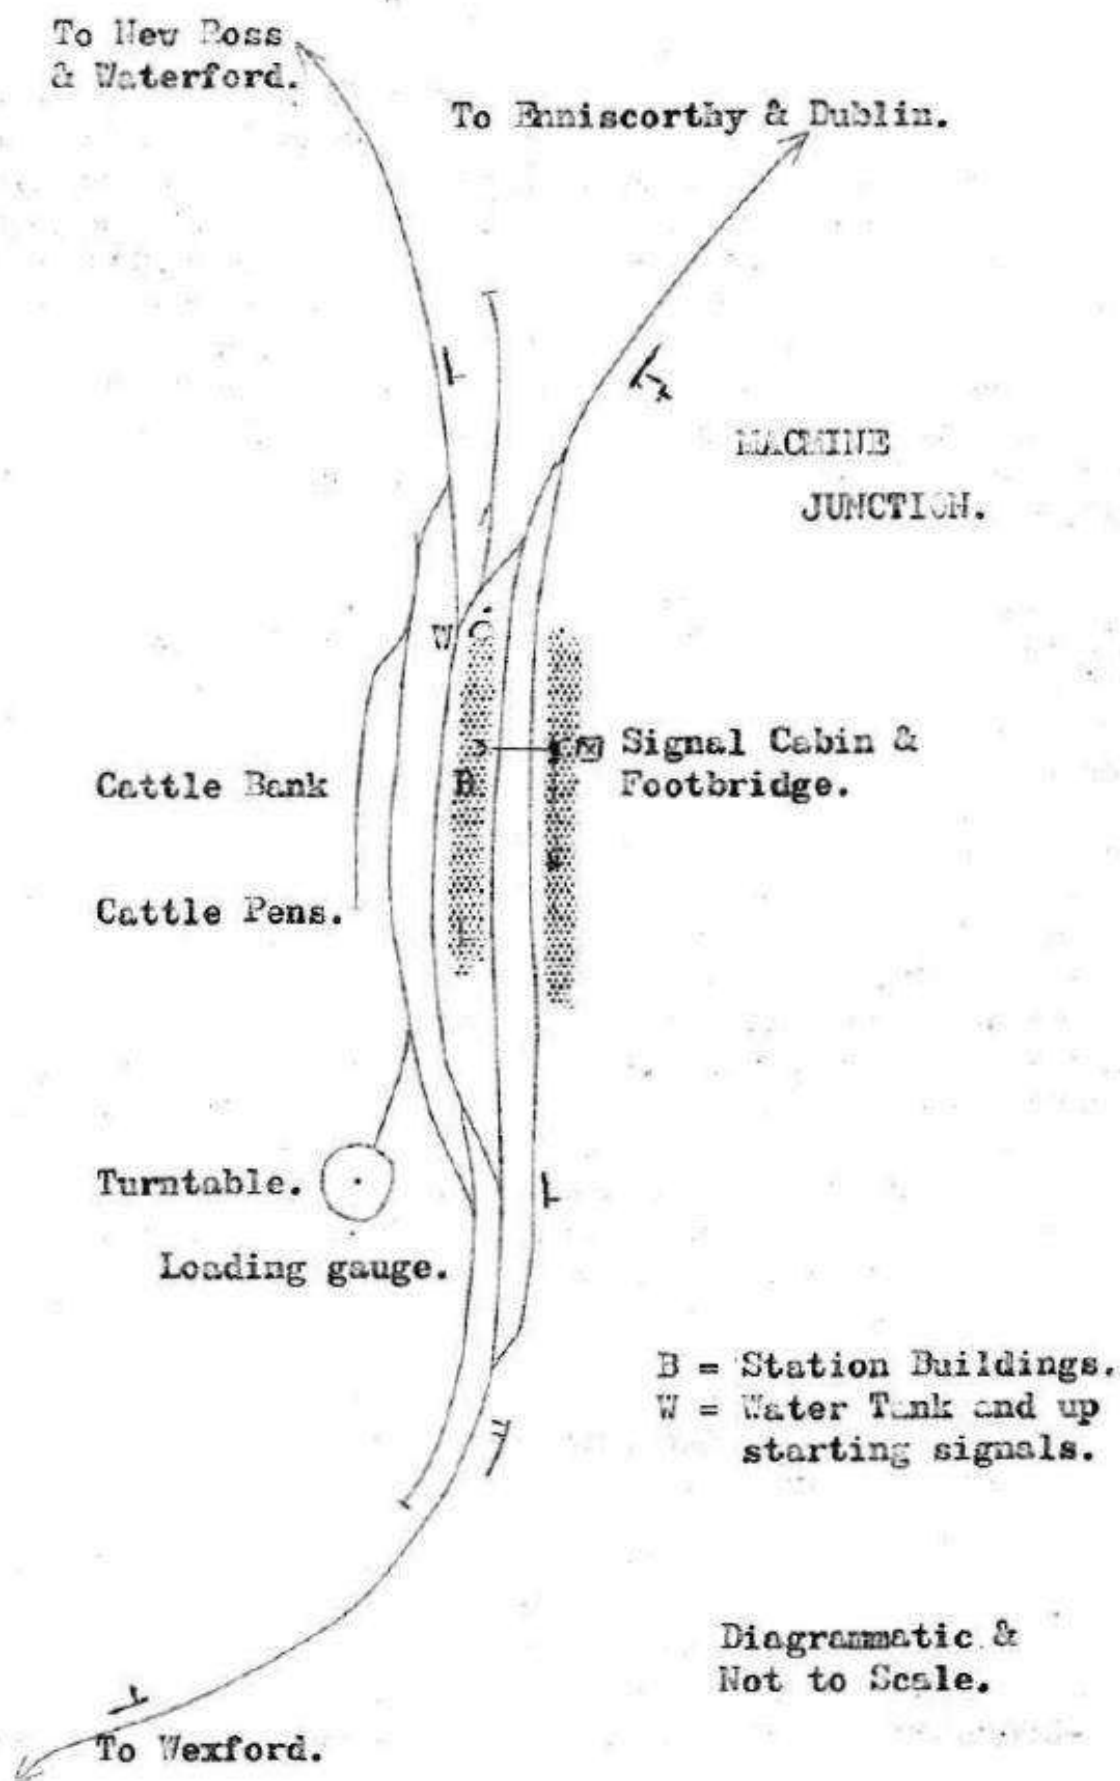 To New Ross
& Waterford.
To Enniscorthy & Dublin.
MACMINE
JUNCTION.
W
Signal Cabin &
Footbridge.
B
Cattle Bank
Cattle Pens.
Turntable.
Loading gauge.
B = Station Buildings.
W = Water Tank and up
starting signals.
Diagrammatic &
Not to Scale.
To Wexford.